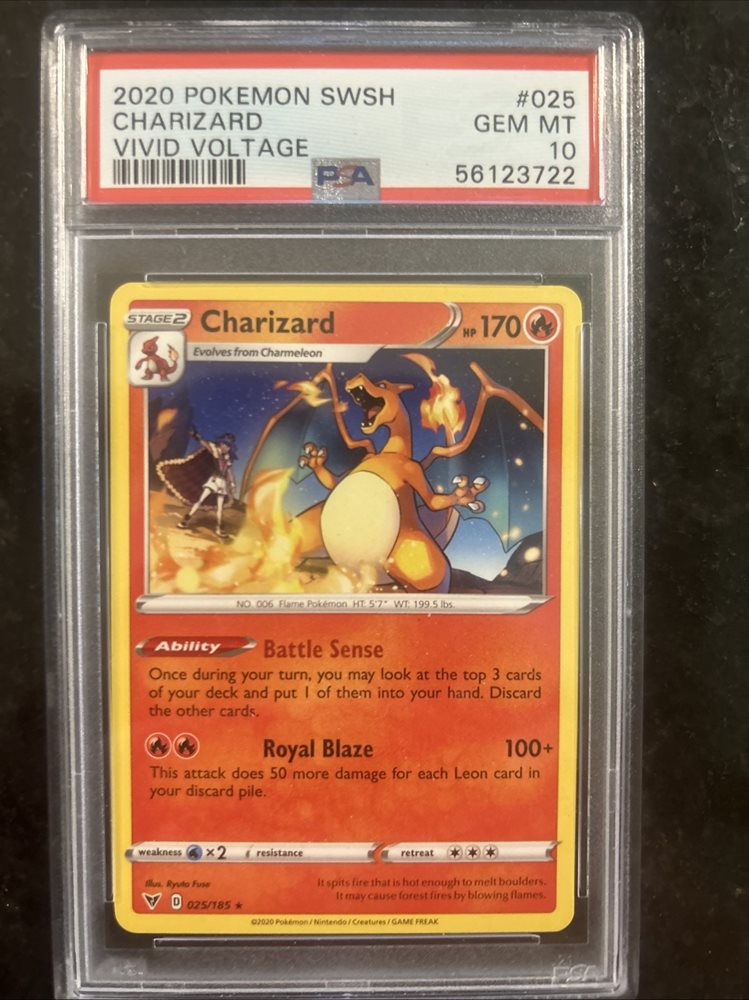 2020 POKEMON SWSH #025
CHARIZARD GEM MT
VIVID VOLTAGE 10
PSA 56123722
STAGE 2 Charizard HP 170
Evolves from Charmeleon
NO. 006 Flame Pokémon HT: 5'7" WT: 199.5 lbs.
Ability Battle Sense
Once during your turn, you may look at the top 3 cards
of your deck and put 1 of them into your hand. Discard
the other cards.
Royal Blaze 100+
This attack does 50 more damage for each Leon card in
your discard pile.
weakness ×2 resistance retreat
Illus. Ryuta Fuse
It spits fire that is hot enough to melt boulders.
It may cause forest fires by blowing flames.
D 025/185 ★
©2020 Pokémon / Nintendo / Creatures / GAME FREAK
PSA